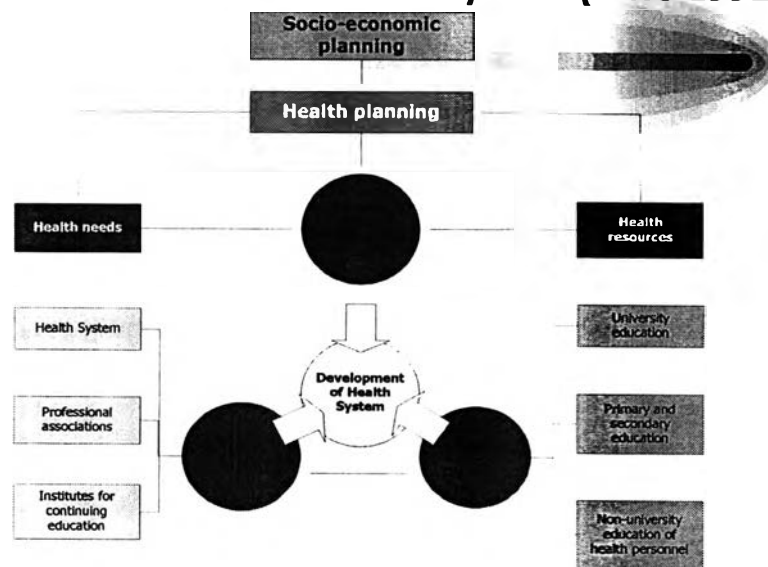 Socio-economic
planning
Health planning
Health needs
Health
resources
Health System
Development
of Health
System
University
education
Professional
associations
Primary and
secondary
education
Institutes for
continuing
education
Non-university
education of
health personnel